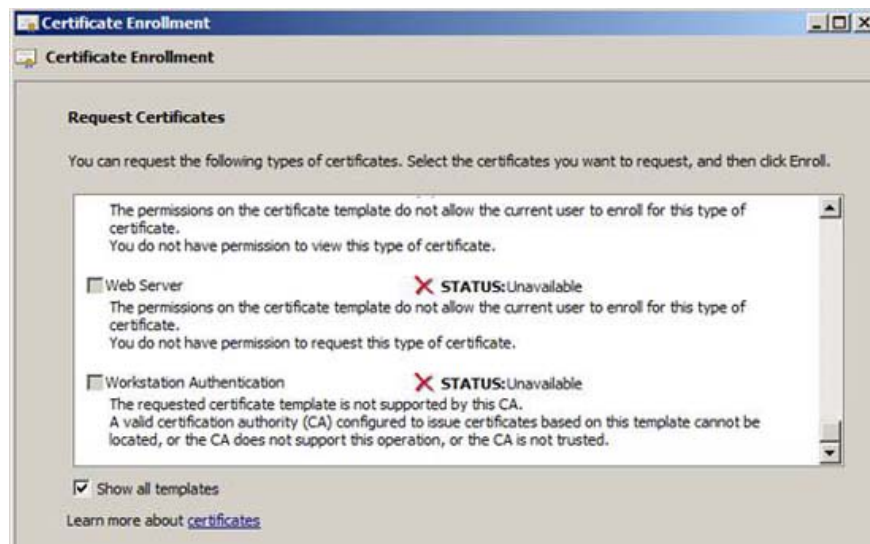 Certificate Enrollment
Certificate Enrollment
Request Certificates
You can request the following types of certificates. Select the certificates you want to request, and then click Enroll.
The permissions on the certificate template do not allow the current user to enroll for this type of
certificate.
You do not have permission to view this type of certificate.
Web Server STATUS:Unavailable
The permissions on the certificate template do not allow the current user to enroll for this type of
certificate.
You do not have permission to request this type of certificate.
Workstation Authentication STATUS:Unavailable
The requested certificate template is not supported by this CA.
A valid certification authority (CA) configured to issue certificates based on this template cannot be
located, or the CA does not support this operation, or the CA is not trusted.
Show all templates
Learn more about certificates